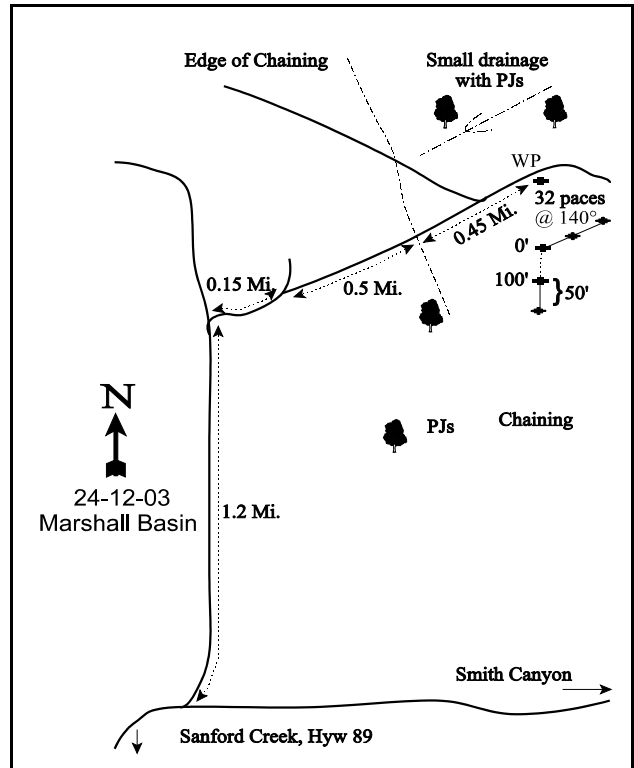 Edge of Chaining
Small drainage
with PJs
WP
32 paces
@ 140°
0.45 Mi.
0'
0.15 Mi.
0.5 Mi.
100'
50'
N
PJs
Chaining
24-12-03
Marshall Basin
1.2 Mi.
Smith Canyon
Sanford Creek, Hyw 89